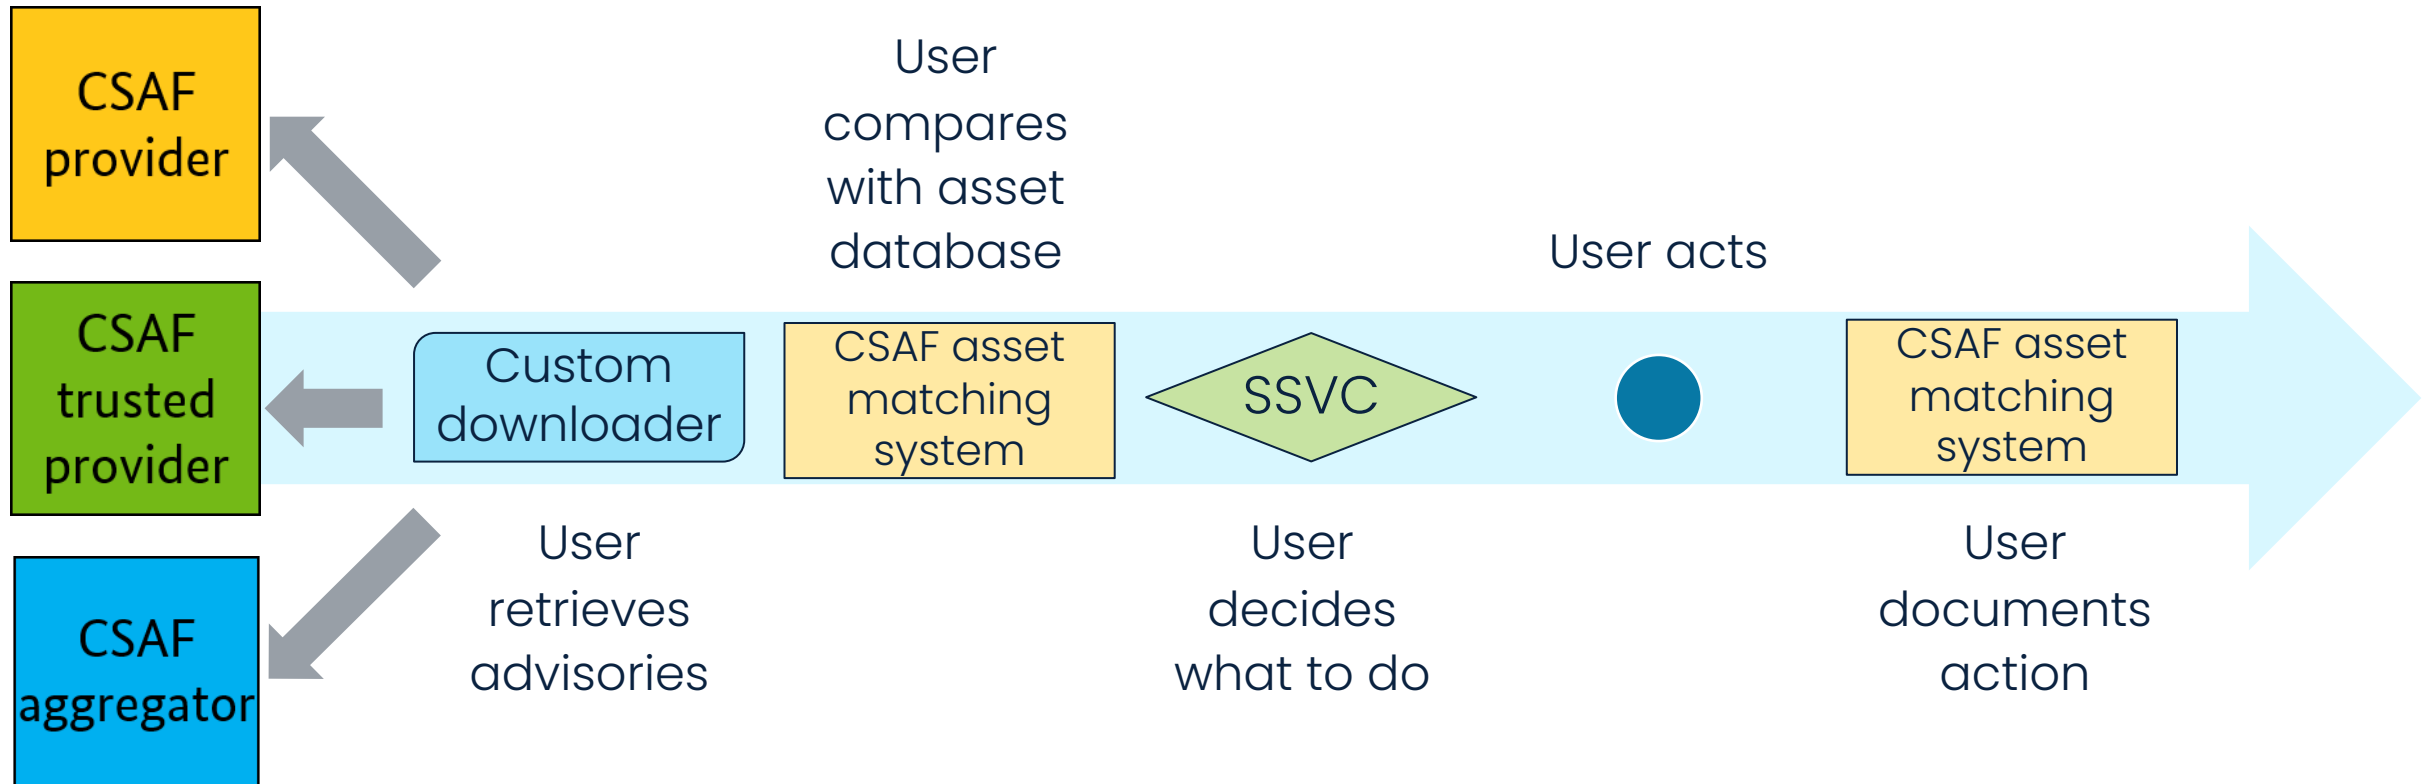 CSAF
provider
CSAF
trusted
provider
CSAF
aggregator
Custom
downloader
User
retrieves
advisories
User
compares
with asset
database
CSAF asset
matching
system
SSVC
User
decides
what to do
User acts
CSAF asset
matching
system
User
documents
action